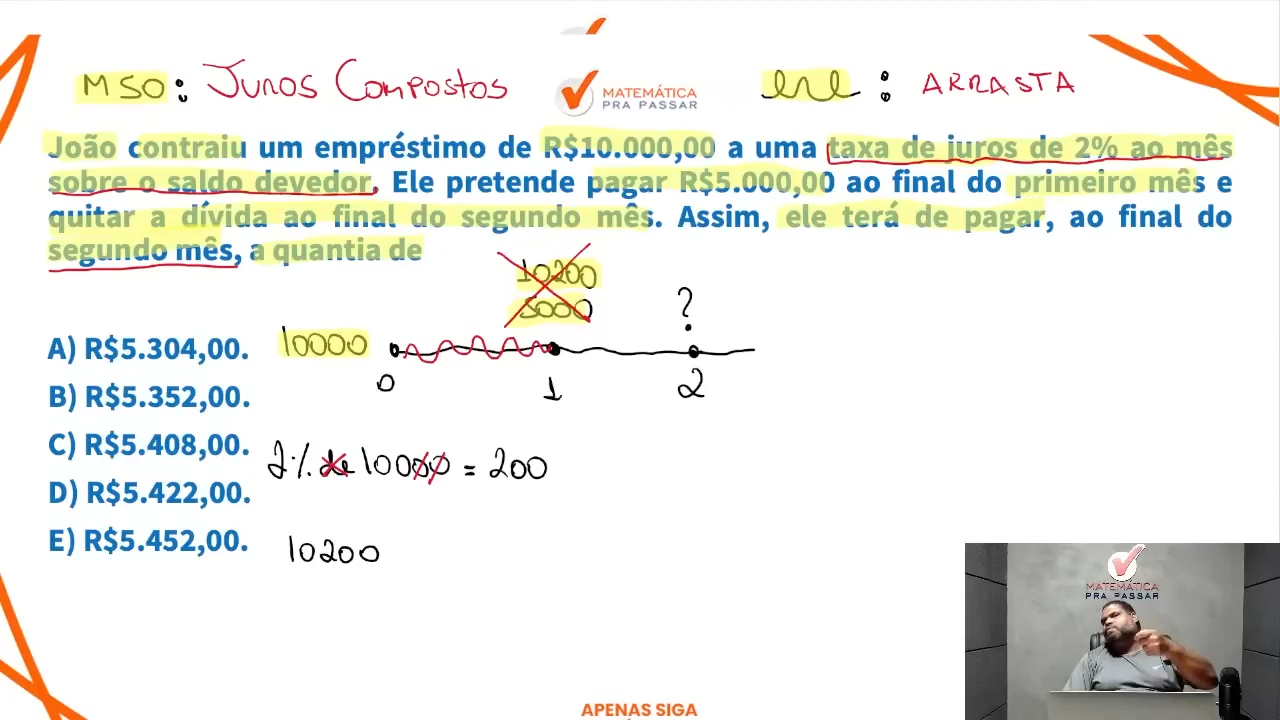 MSO: JUROS COMPOSTOS
MATEMÁTICA
PRA PASSAR
: ARRASTA
João contraiu um empréstimo de R$10.000,00 a uma taxa de juros de 2% ao mês
sobre o saldo devedor. Ele pretende pagar R$5.000,00 ao final do primeiro mês e
quitar a dívida ao final do segundo mês. Assim, ele terá de pagar, ao final do
segundo mês, a quantia de
10200
5000
?
A) R$5.304,00.
10000
0
1
2
B) R$5.352,00.
C) R$5.408,00.
2% de 10000 = 200
D) R$5.422,00.
E) R$5.452,00.
10200
MATEMÁTICA
PRA PASSAR
APENAS SIGA